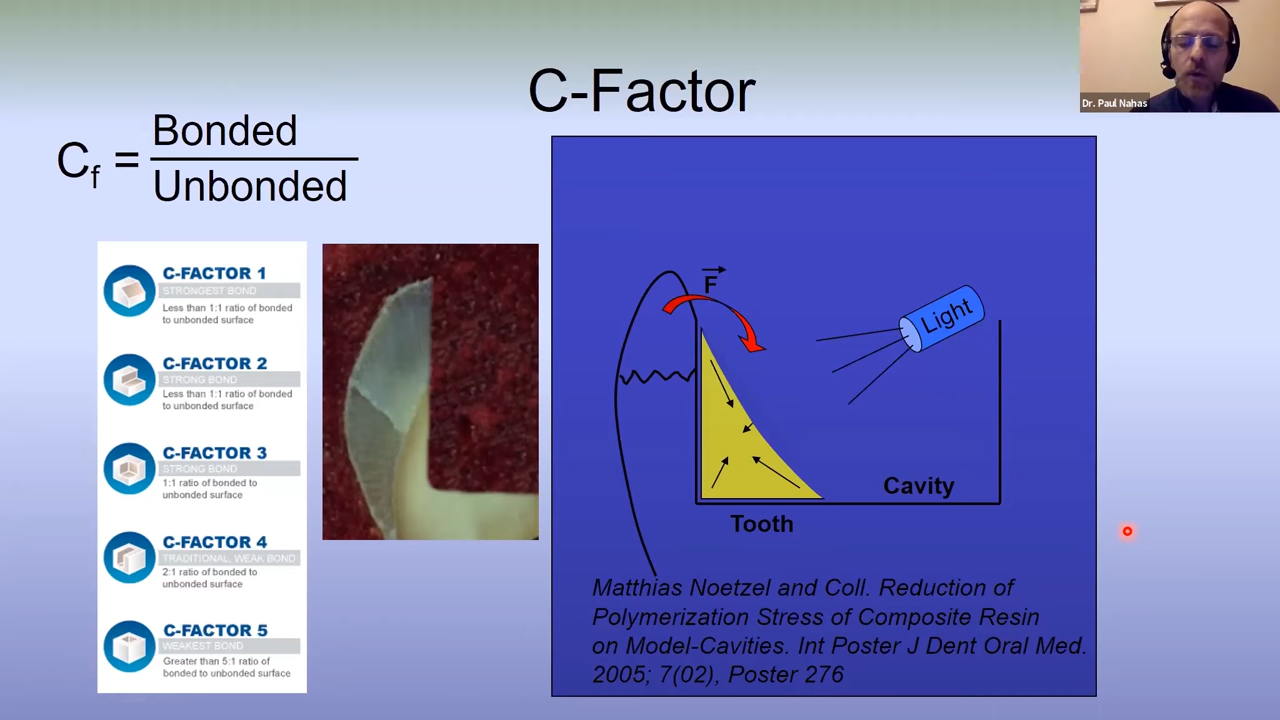 C-Factor
Dr. Paul Nahas
Cf = Bonded
Unbonded
C-FACTOR 1
STRONGEST BOND
Less than 1:1 ratio of bonded
to unbonded surface
C-FACTOR 2
STRONG BOND
Less than 1:1 ratio of bonded
to unbonded surface
C-FACTOR 3
STRONG BOND
1:1 ratio of bonded to
unbonded surface
C-FACTOR 4
TRADITIONAL, WEAK BOND
2:1 ratio of bonded to
unbonded surface
C-FACTOR 5
WEAKEST BOND
Greater than 5:1 ratio of
bonded to unbonded surface
F
Light
Cavity
Tooth
Matthias Noetzel and Coll. Reduction of
Polymerization Stress of Composite Resin
on Model-Cavities. Int Poster J Dent Oral Med.
2005; 7(02), Poster 276